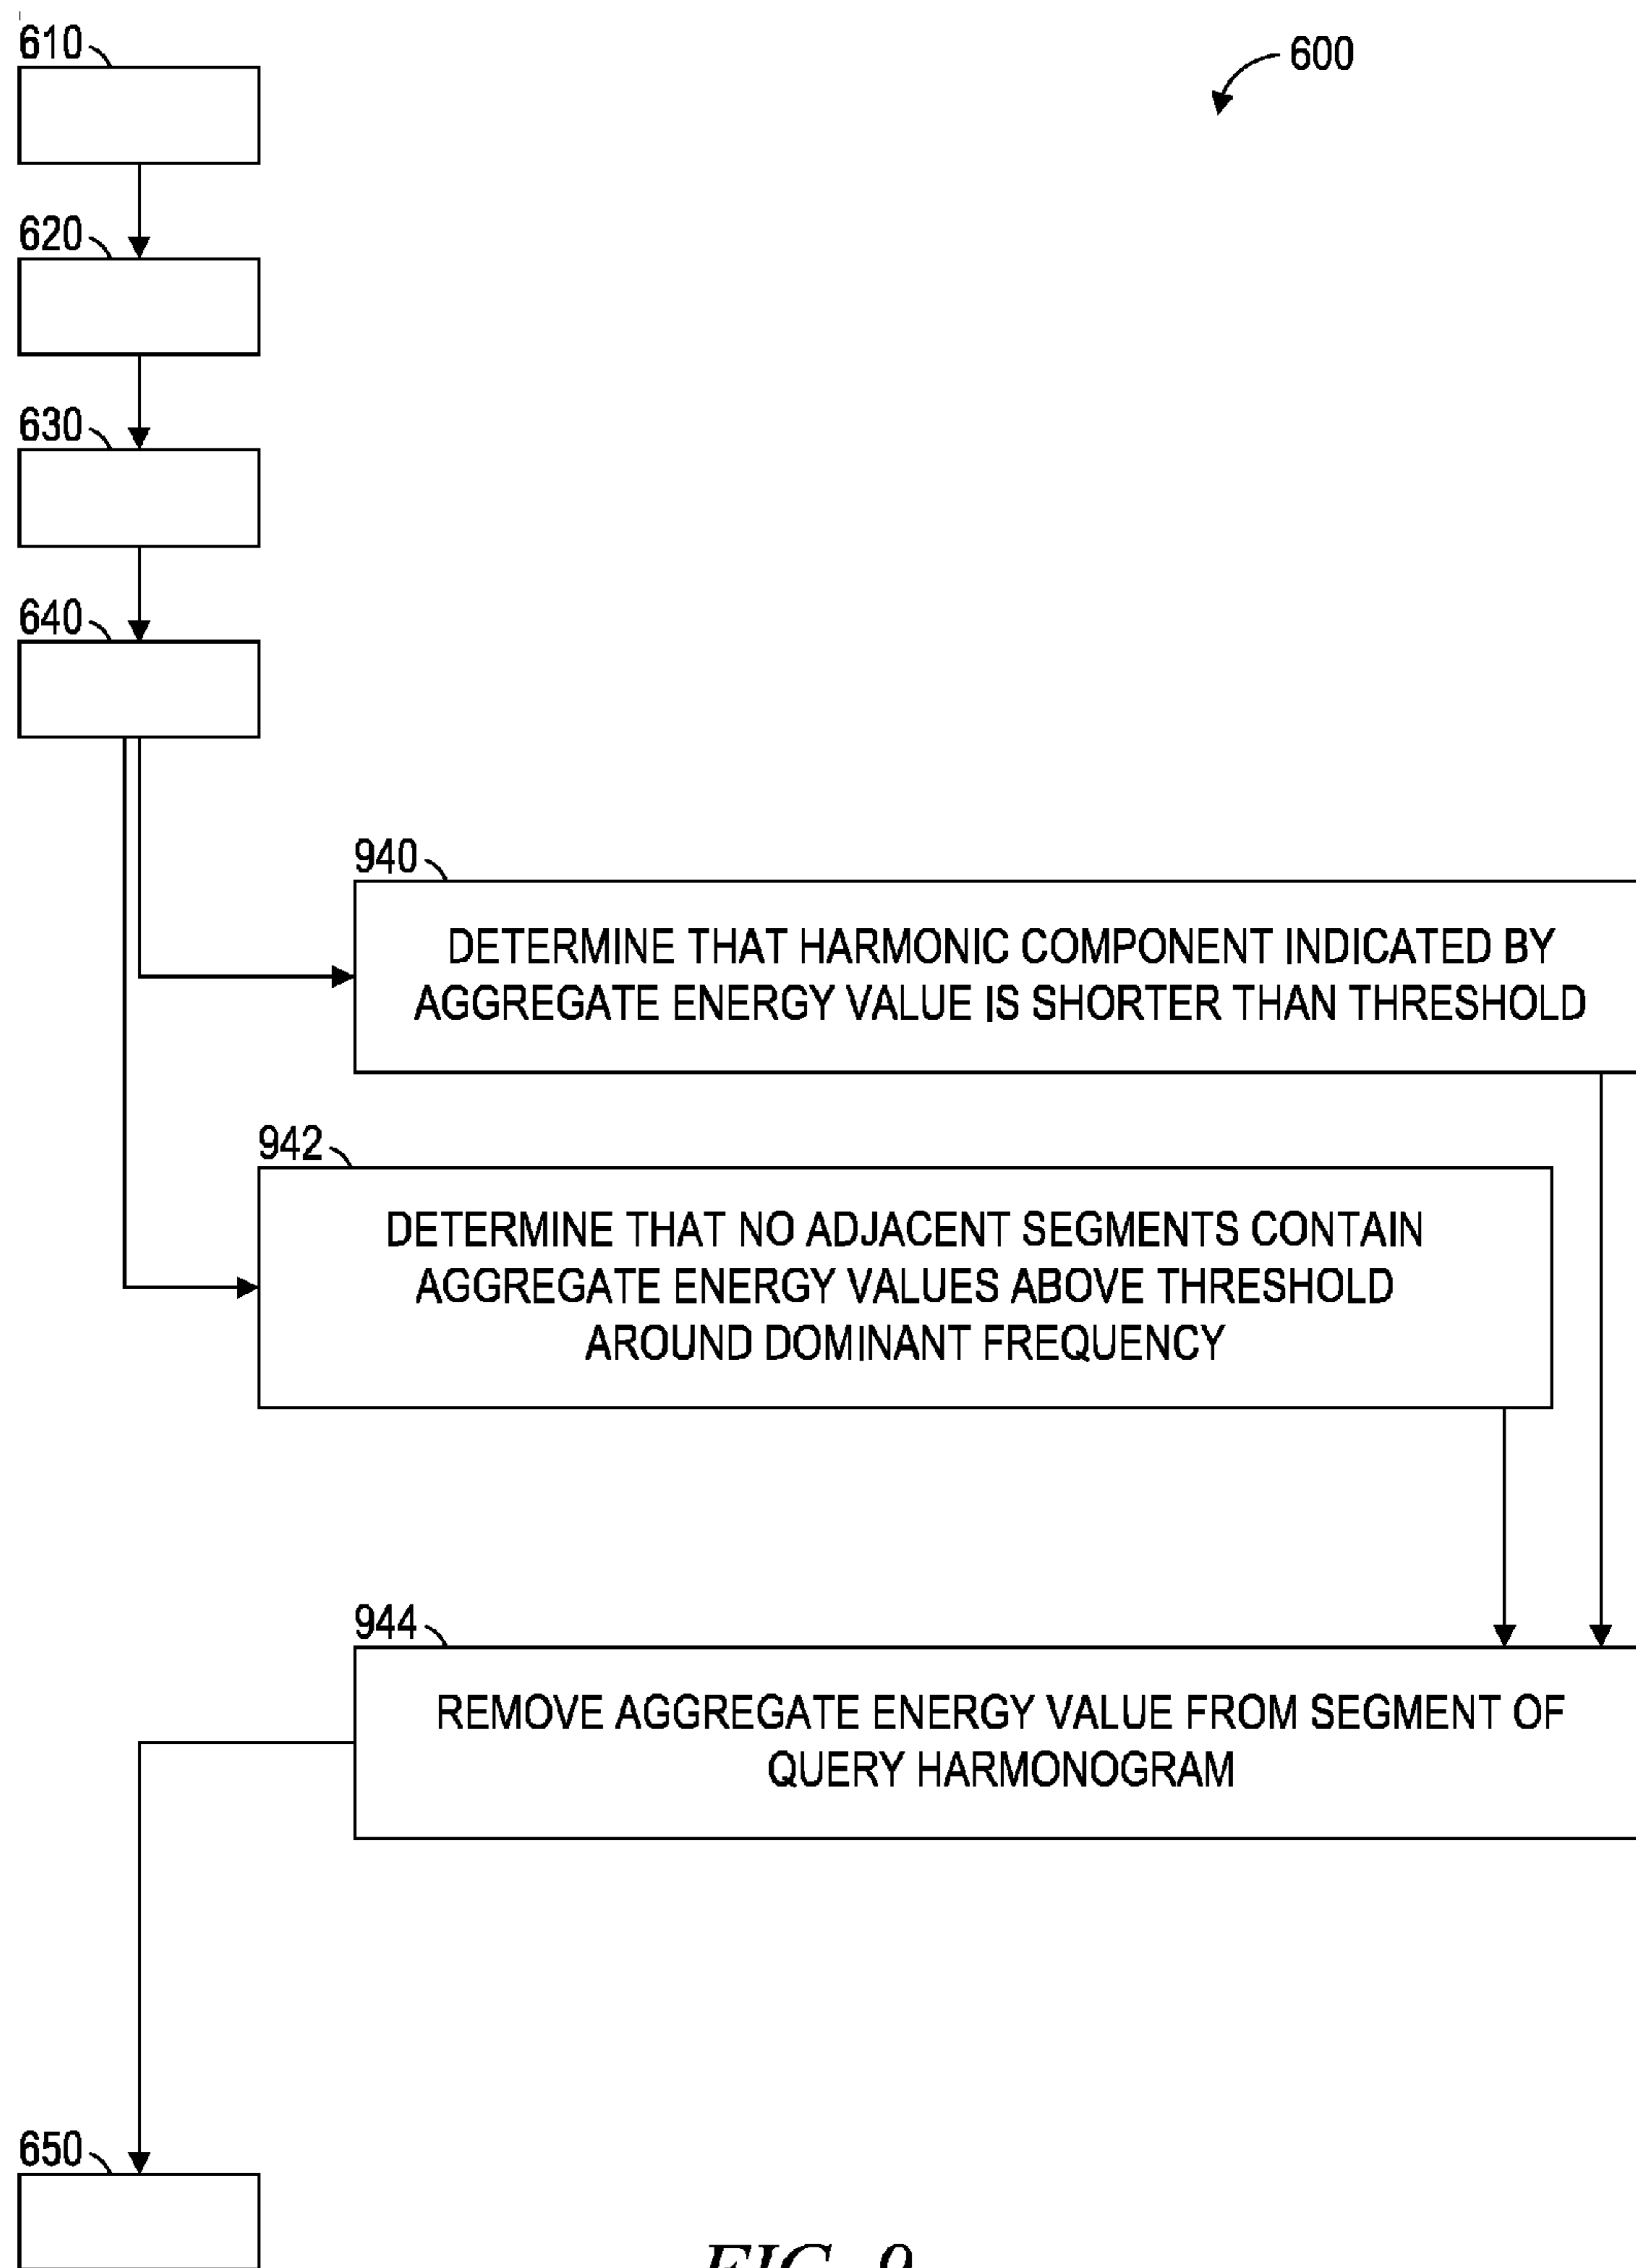 610
600
620
630
640
940
DETERMINE THAT HARMONIC COMPONENT INDICATED BY
AGGREGATE ENERGY VALUE IS SHORTER THAN THRESHOLD
942
DETERMINE THAT NO ADJACENT SEGMENTS CONTAIN
AGGREGATE ENERGY VALUES ABOVE THRESHOLD
AROUND DOMINANT FREQUENCY
944
REMOVE AGGREGATE ENERGY VALUE FROM SEGMENT OF
QUERY HARMONOGRAM
650
FIG. 9